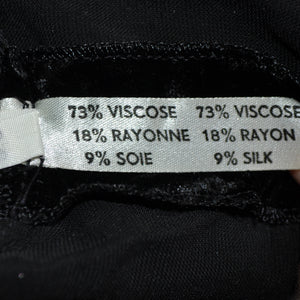 73% VISCOSE 73% VISCOSE
18% RAYONNE 18% RAYON
9% SOIE 9% SILK